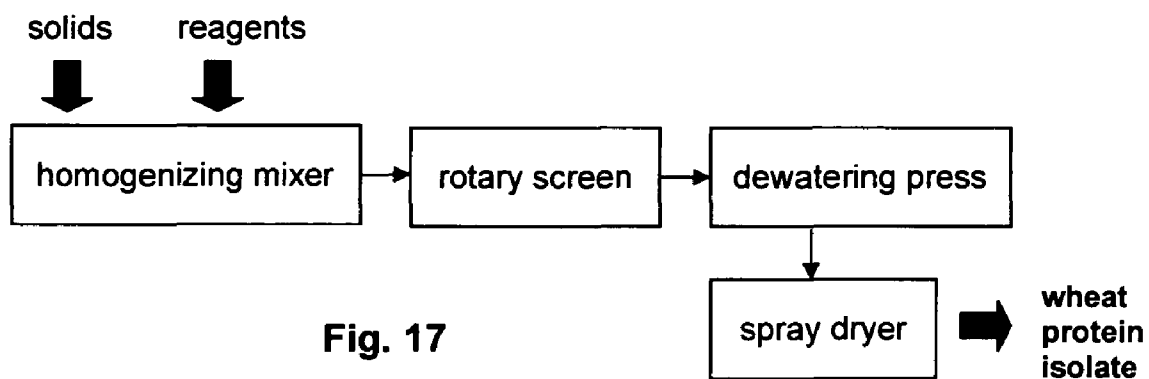 solids reagents
homogenizing mixer
rotary screen
dewatering press
spray dryer
wheat
protein
isolate
Fig. 17